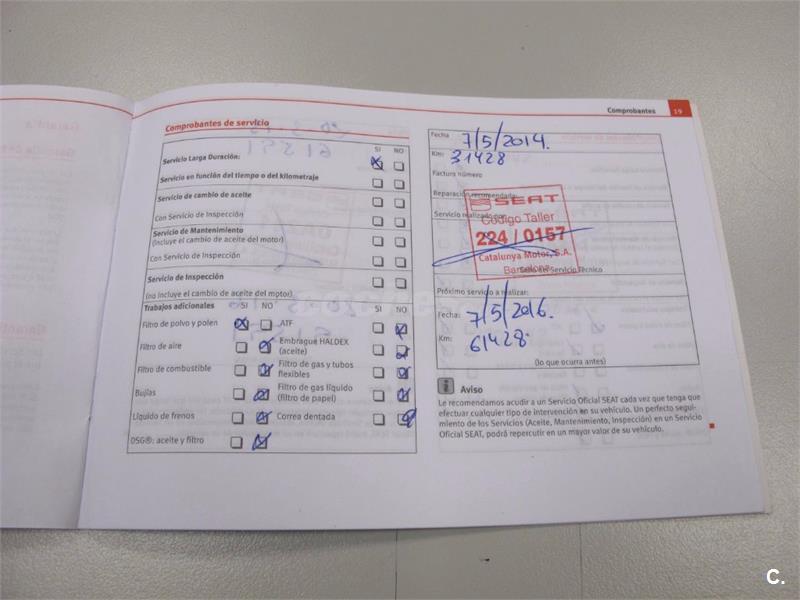 Comprobantes 19
Comprobantes de servicio
SI NO
Servicio Larga Duración:
Servicio en función del tiempo o del kilometraje
Servicio de cambio de aceite
Con Servicio de Inspección
Servicio de Mantenimiento
(Incluye el cambio de aceite del motor)
Con Servicio de Inspección
Servicio de Inspección
(no incluye el cambio de aceite del motor)
Trabajos adicionales SI NO SI NO
Filtro de polvo y polen ATF
Filtro de aire Embrague HALDEX
(aceite)
Filtro de combustible Filtro de gas y tubos
flexibles
Bujías Filtro de gas líquido
(filtro de papel)
Líquido de frenos Correa dentada
DSG®: aceite y filtro
Fecha 7/5/2014.
Km: 31428
Factura número
Reparación recomendada:
SEAT
Servicio realizado por:
Código Taller
224 / 0157
Catalunya Motor, S.A.
Barcelona
Sello del Servicio Técnico
Próximo servicio a realizar:
Fecha: 7/5/2016.
Km: 61428.
(lo que ocurra antes)
i Aviso
Le recomendamos acudir a un Servicio Oficial SEAT cada vez que tenga que
efectuar cualquier tipo de intervención en su vehículo. Un perfecto segui-
miento de los Servicios (Aceite, Mantenimiento, Inspección) en un Servicio
Oficial SEAT, podrá repercutir en un mayor valor de su vehículo.
C.